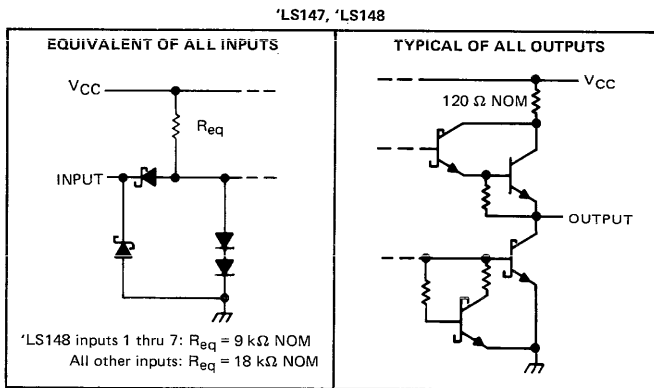 'LS147, 'LS148
EQUIVALENT OF ALL INPUTS
VCC
Req
INPUT
'LS148 inputs 1 thru 7: Req = 9 kΩ NOM
All other inputs: Req = 18 kΩ NOM
TYPICAL OF ALL OUTPUTS
VCC
120 Ω NOM
OUTPUT